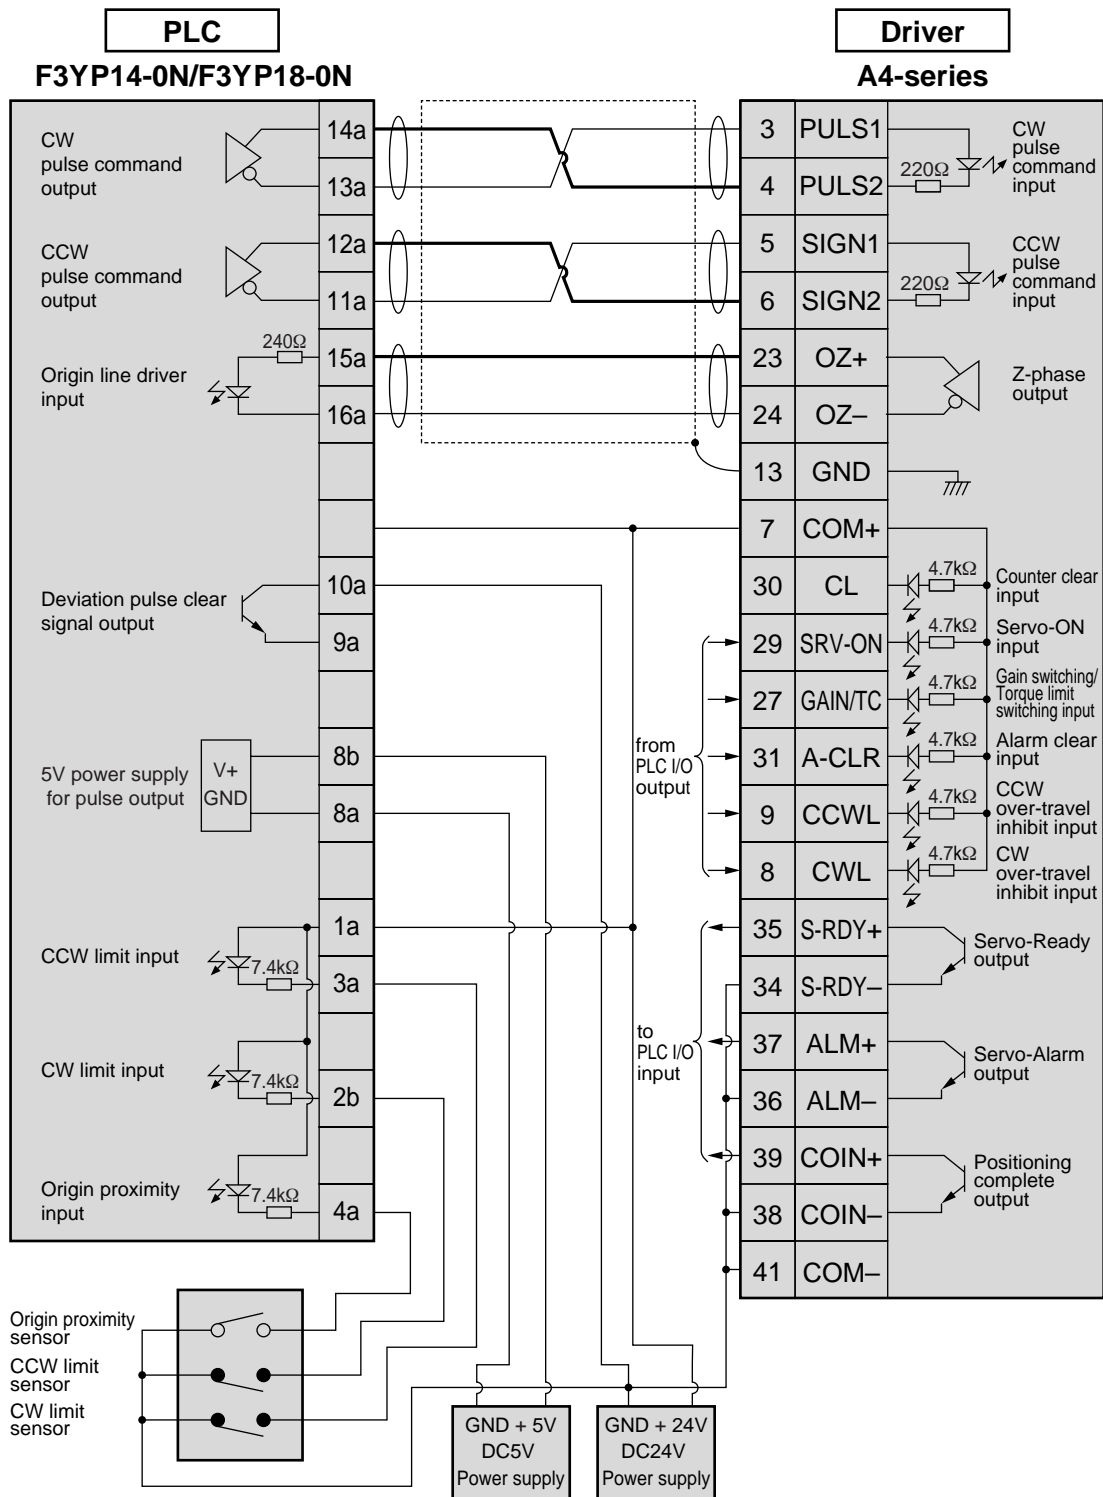 PLC
Driver
F3YP14-0N/F3YP18-0N
A4-series
CW
pulse command
output
14a
13a
CCW
pulse command
output
12a
11a
240Ω
Origin line driver
input
15a
16a
Deviation pulse clear
signal output
10a
9a
5V power supply
for pulse output
V+
GND
8b
8a
CCW limit input
7.4kΩ
1a
3a
CW limit input
7.4kΩ
2b
Origin proximity
input
7.4kΩ
4a
3 PULS1
4 PULS2
220Ω
CW
pulse
command
input
5 SIGN1
6 SIGN2
220Ω
CCW
pulse
command
input
23 OZ+
24 OZ–
Z-phase
output
13 GND
7 COM+
30 CL
4.7kΩ
Counter clear
input
29 SRV-ON
4.7kΩ
Servo-ON
input
27 GAIN/TC
4.7kΩ
Gain switching/
Torque limit
switching input
31 A-CLR
4.7kΩ
Alarm clear
input
9 CCWL
4.7kΩ
CCW
over-travel
inhibit input
8 CWL
4.7kΩ
CW
over-travel
inhibit input
from
PLC I/O
output
35 S-RDY+
34 S-RDY–
Servo-Ready
output
37 ALM+
36 ALM–
Servo-Alarm
output
39 COIN+
38 COIN–
Positioning
complete
output
41 COM–
to
PLC I/O
input
Origin proximity
sensor
CCW limit
sensor
CW limit
sensor
GND + 5V
DC5V
Power supply
GND + 24V
DC24V
Power supply